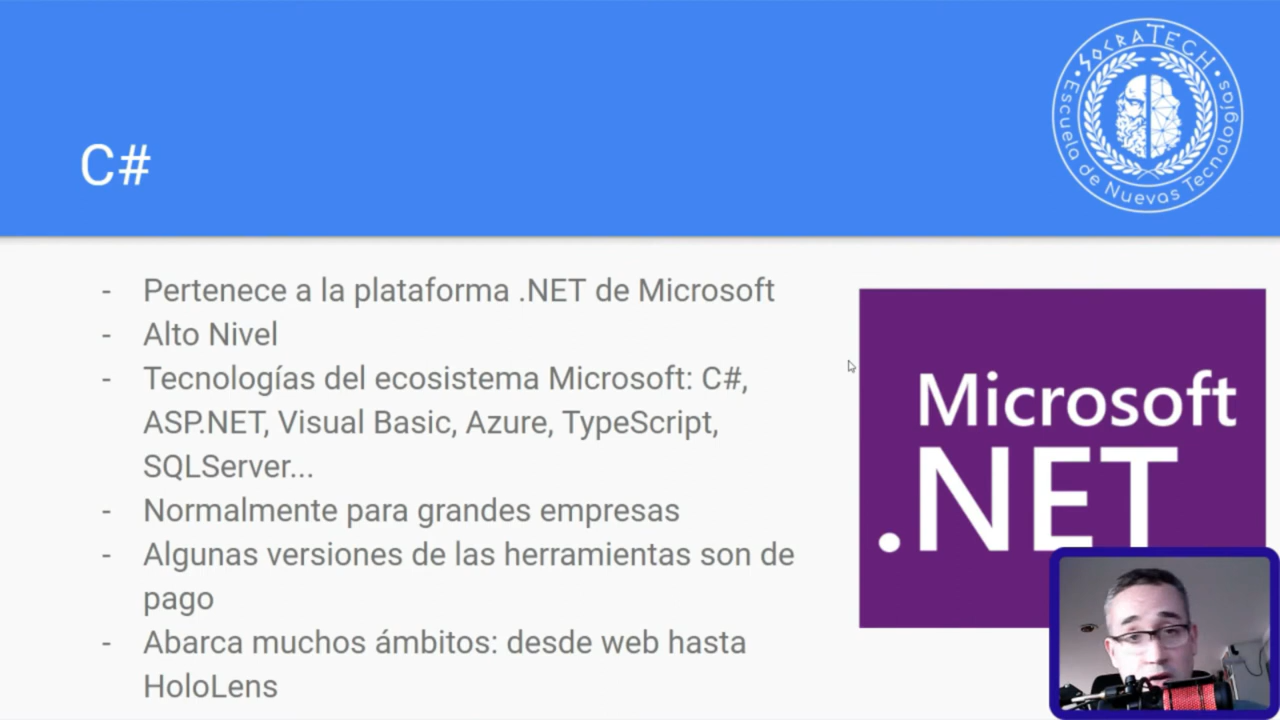 SOCRATECH
Escuela de Nuevas Tecnologías
C#
- Pertenece a la plataforma .NET de Microsoft
- Alto Nivel
- Tecnologías del ecosistema Microsoft: C#,
ASP.NET, Visual Basic, Azure, TypeScript,
SQLServer...
- Normalmente para grandes empresas
- Algunas versiones de las herramientas son de
pago
- Abarca muchos ámbitos: desde web hasta
HoloLens
Microsoft
.NET